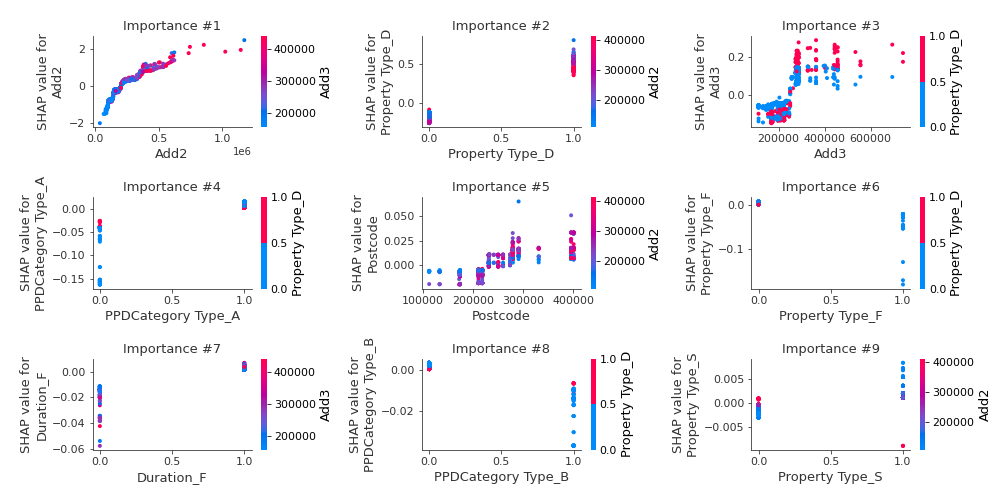 Importance #1
Importance #2
Importance #3
SHAP value for
Add2
2
0
−2
0.0
0.5
1.0
1e6
Add2
400000
300000
200000
Add3
SHAP value for
Property Type_D
0.5
0.0
0.0
0.5
1.0
Property Type_D
400000
300000
200000
Add2
SHAP value for
Add3
0.2
0.0
200000
400000
600000
Add3
1.0
0.5
0.0
Property Type_D
Importance #4
Importance #5
Importance #6
SHAP value for
PPDCategory Type_A
0.00
−0.05
−0.10
−0.15
0.0
0.5
1.0
PPDCategory Type_A
1.0
0.5
0.0
Property Type_D
SHAP value for
Postcode
0.050
0.025
0.000
100000
200000
300000
400000
Postcode
400000
300000
200000
Add2
SHAP value for
Property Type_F
0.0
−0.1
0.0
0.5
1.0
Property Type_F
1.0
0.5
0.0
Property Type_D
Importance #7
Importance #8
Importance #9
SHAP value for
Duration_F
0.00
−0.02
−0.04
−0.06
0.0
0.5
1.0
Duration_F
400000
300000
200000
Add3
SHAP value for
PPDCategory Type_B
0.00
−0.02
0.0
0.5
1.0
PPDCategory Type_B
1.0
0.5
0.0
Property Type_D
SHAP value for
Property Type_S
0.005
0.000
−0.005
0.0
0.5
1.0
Property Type_S
400000
300000
200000
Add2